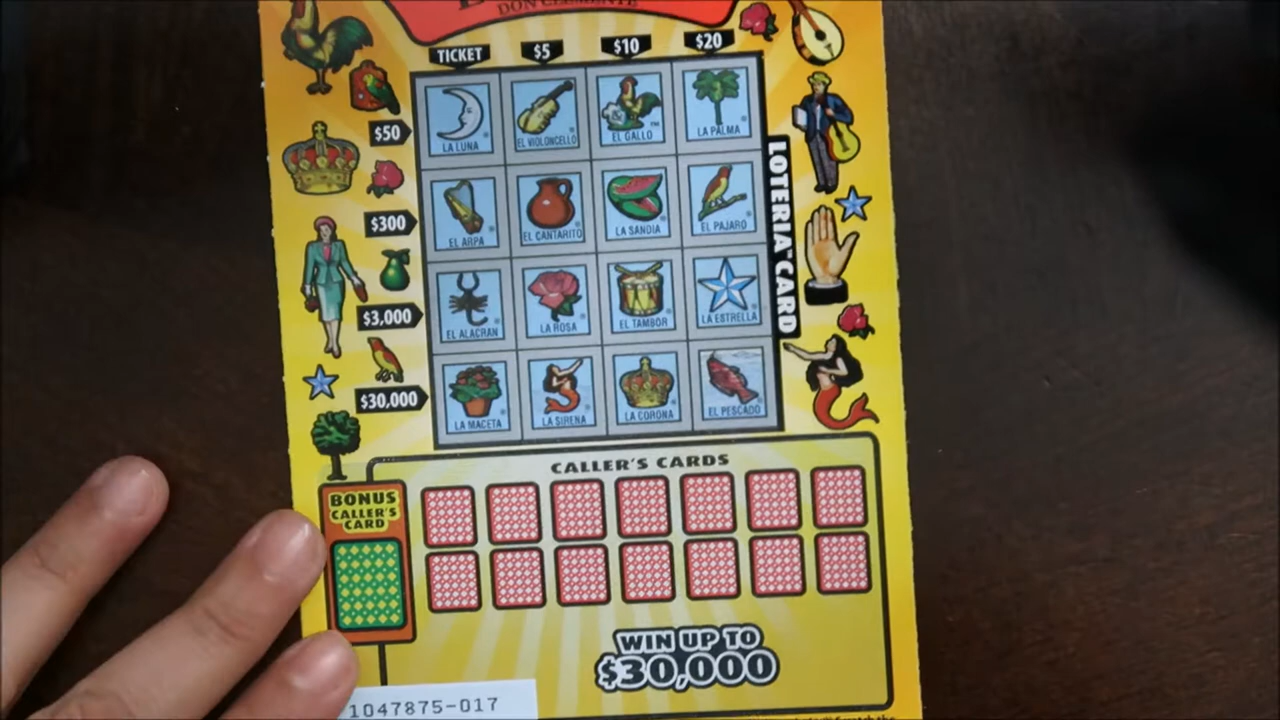 DON CLEMENTE
TICKET $5 $10 $20
LA LUNA EL VIOLONCELLO EL GALLO LA PALMA
$50
EL ARPA EL CANTARITO LA SANDIA EL PAJARO
$300
EL ALACRAN LA ROSA EL TAMBOR LA ESTRELLA
$3,000
LA MACETA LA SIRENA LA CORONA EL PESCADO
$30,000
LOTERIA™ CARD
CALLER'S CARDS
BONUS
CALLER'S
CARD
WIN UP TO
$30,000
1047875-017